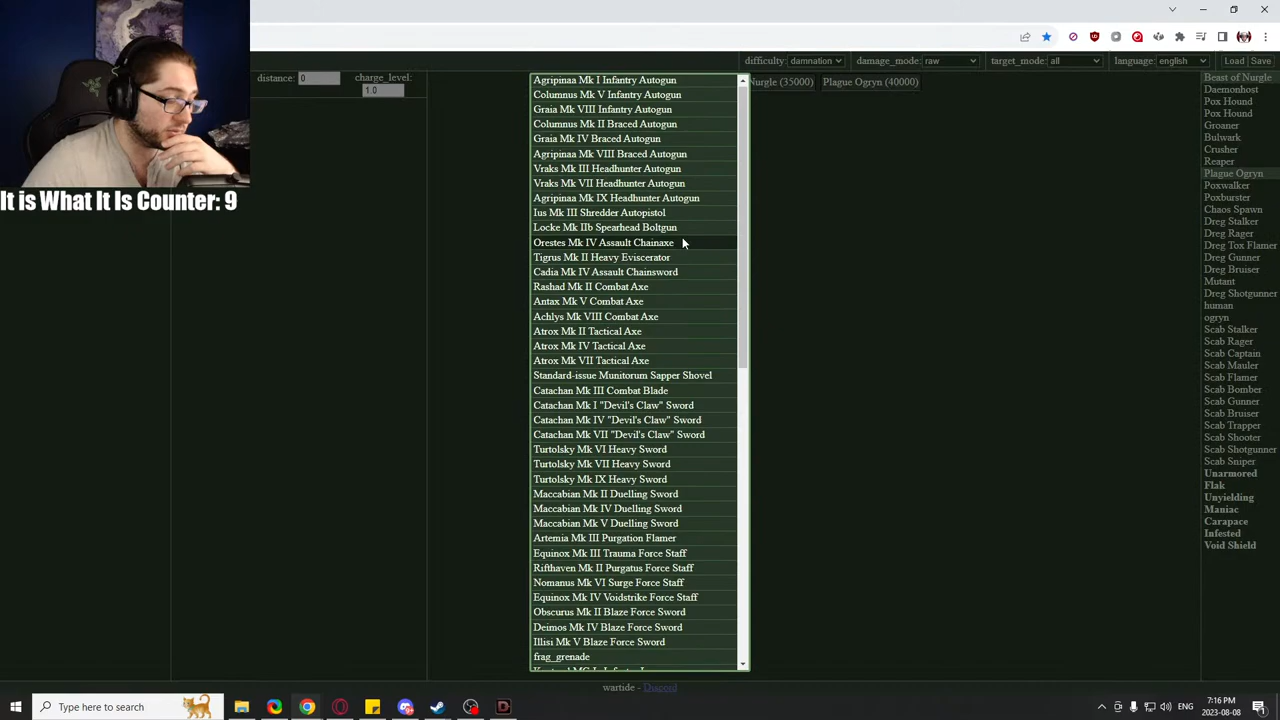 difficulty: damnation
damage_mode: raw
target_mode: all
language: english
Load
Save
distance: 0
charge_level:
1.0
It is What It Is Counter: 9
Nurgle (35000)
Plague Ogryn (40000)
Agripinaa Mk I Infantry Autogun
Columnus Mk V Infantry Autogun
Graia Mk VIII Infantry Autogun
Columnus Mk II Braced Autogun
Graia Mk IV Braced Autogun
Agripinaa Mk VIII Braced Autogun
Vraks Mk III Headhunter Autogun
Vraks Mk VII Headhunter Autogun
Agripinaa Mk IX Headhunter Autogun
Ius Mk III Shredder Autopistol
Locke Mk IIb Spearhead Boltgun
Orestes Mk IV Assault Chainaxe
Tigrus Mk II Heavy Eviscerator
Cadia Mk IV Assault Chainsword
Rashad Mk II Combat Axe
Antax Mk V Combat Axe
Achlys Mk VIII Combat Axe
Atrox Mk II Tactical Axe
Atrox Mk IV Tactical Axe
Atrox Mk VII Tactical Axe
Standard-issue Munitorum Sapper Shovel
Catachan Mk III Combat Blade
Catachan Mk I "Devil's Claw" Sword
Catachan Mk IV "Devil's Claw" Sword
Catachan Mk VII "Devil's Claw" Sword
Turtolsky Mk VI Heavy Sword
Turtolsky Mk VII Heavy Sword
Turtolsky Mk IX Heavy Sword
Maccabian Mk II Duelling Sword
Maccabian Mk IV Duelling Sword
Maccabian Mk V Duelling Sword
Artemia Mk III Purgation Flamer
Equinox Mk III Trauma Force Staff
Rifthaven Mk II Purgatus Force Staff
Nomanus Mk VI Surge Force Staff
Equinox Mk IV Voidstrike Force Staff
Obscurus Mk II Blaze Force Sword
Deimos Mk IV Blaze Force Sword
Illisi Mk V Blaze Force Sword
frag_grenade
Beast of Nurgle
Daemonhost
Pox Hound
Pox Hound
Groaner
Bulwark
Crusher
Reaper
Plague Ogryn
Poxwalker
Poxburster
Chaos Spawn
Dreg Stalker
Dreg Rager
Dreg Tox Flamer
Dreg Gunner
Dreg Bruiser
Mutant
Dreg Shotgunner
human
ogryn
Scab Stalker
Scab Rager
Scab Captain
Scab Mauler
Scab Flamer
Scab Bomber
Scab Gunner
Scab Bruiser
Scab Trapper
Scab Shooter
Scab Shotgunner
Scab Sniper
Unarmored
Flak
Unyielding
Maniac
Carapace
Infested
Void Shield
wartide - Discord
Type here to search
ENG
7:16 PM
2023-08-08